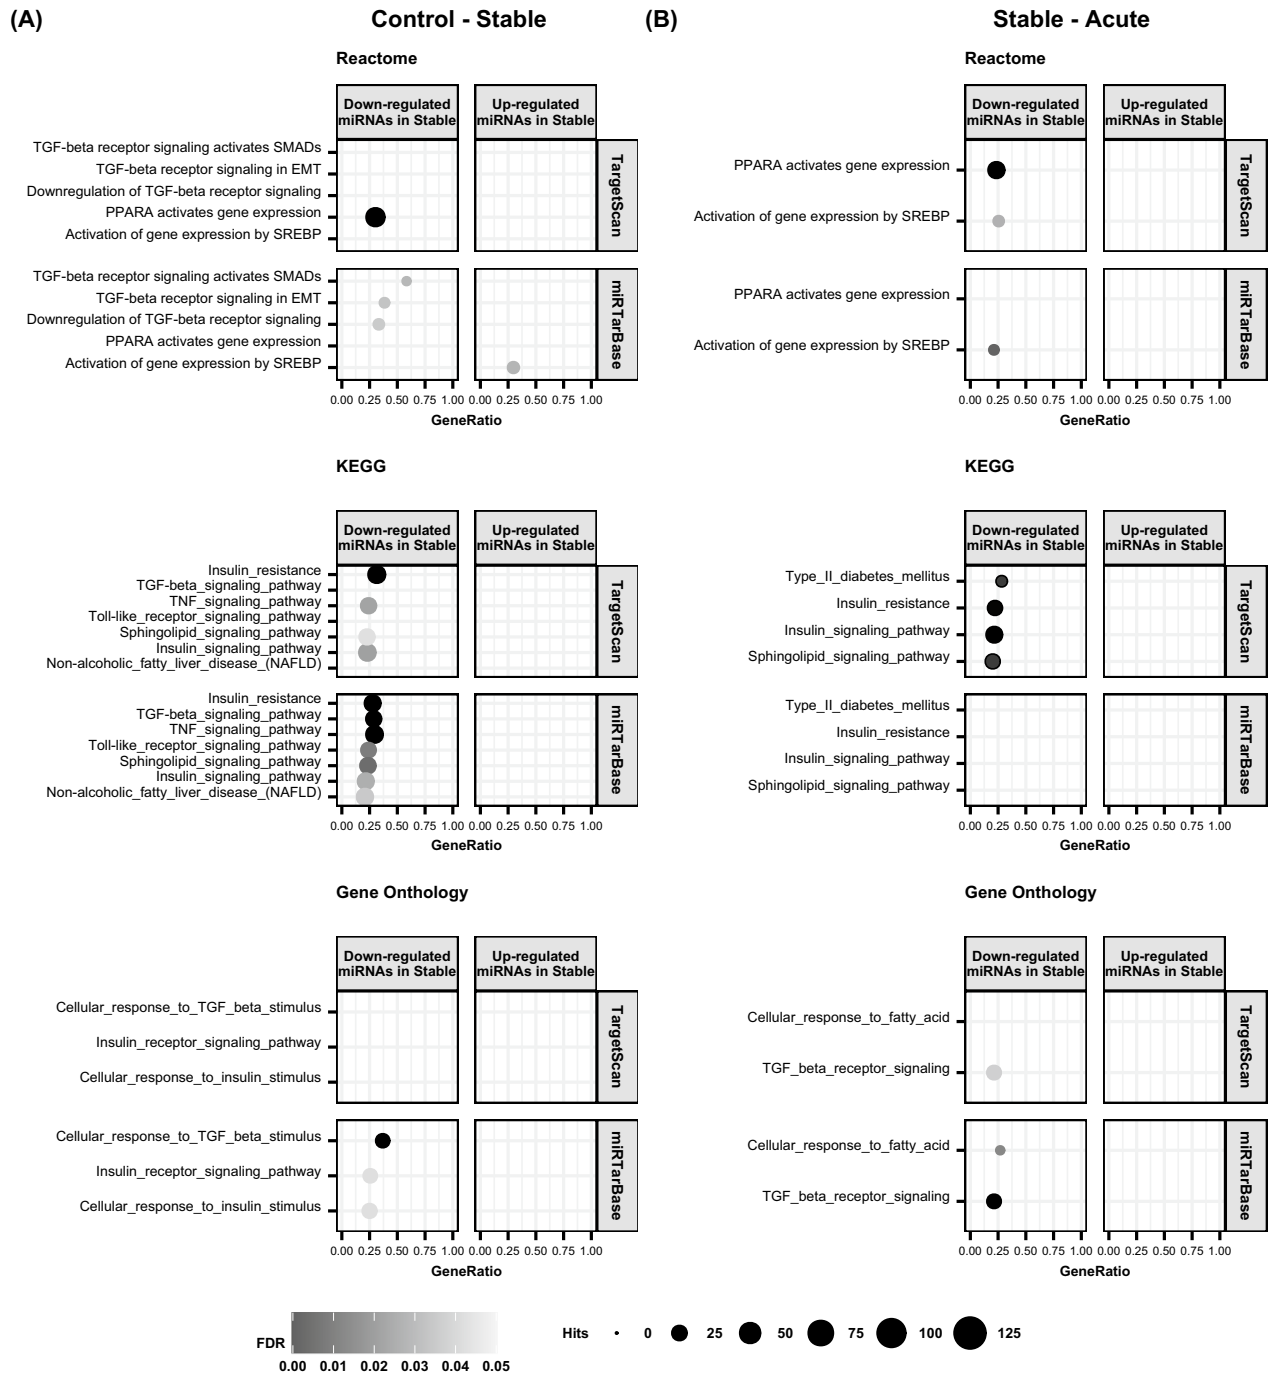 (A)
Control - Stable
Reactome
Down-regulated
miRNAs in Stable
Up-regulated
miRNAs in Stable
TGF-beta receptor signaling activates SMADs
TGF-beta receptor signaling in EMT
Downregulation of TGF-beta receptor signaling
PPARA activates gene expression
Activation of gene expression by SREBP
TargetScan
TGF-beta receptor signaling activates SMADs
TGF-beta receptor signaling in EMT
Downregulation of TGF-beta receptor signaling
PPARA activates gene expression
Activation of gene expression by SREBP
miRTarBase
0.00 0.25 0.50 0.75 1.00 0.00 0.25 0.50 0.75 1.00
GeneRatio
KEGG
Down-regulated
miRNAs in Stable
Up-regulated
miRNAs in Stable
Insulin_resistance
TGF-beta_signaling_pathway
TNF_signaling_pathway
Toll-like_receptor_signaling_pathway
Sphingolipid_signaling_pathway
Insulin_signaling_pathway
Non-alcoholic_fatty_liver_disease_(NAFLD)
TargetScan
Insulin_resistance
TGF-beta_signaling_pathway
TNF_signaling_pathway
Toll-like_receptor_signaling_pathway
Sphingolipid_signaling_pathway
Insulin_signaling_pathway
Non-alcoholic_fatty_liver_disease_(NAFLD)
miRTarBase
0.00 0.25 0.50 0.75 1.00 0.00 0.25 0.50 0.75 1.00
GeneRatio
Gene Onthology
Down-regulated
miRNAs in Stable
Up-regulated
miRNAs in Stable
Cellular_response_to_TGF_beta_stimulus
Insulin_receptor_signaling_pathway
Cellular_response_to_insulin_stimulus
TargetScan
Cellular_response_to_TGF_beta_stimulus
Insulin_receptor_signaling_pathway
Cellular_response_to_insulin_stimulus
miRTarBase
0.00 0.25 0.50 0.75 1.00 0.00 0.25 0.50 0.75 1.00
GeneRatio
(B)
Stable - Acute
Reactome
Down-regulated
miRNAs in Stable
Up-regulated
miRNAs in Stable
PPARA activates gene expression
Activation of gene expression by SREBP
TargetScan
PPARA activates gene expression
Activation of gene expression by SREBP
miRTarBase
0.00 0.25 0.50 0.75 1.00 0.00 0.25 0.50 0.75 1.00
GeneRatio
KEGG
Down-regulated
miRNAs in Stable
Up-regulated
miRNAs in Stable
Type_II_diabetes_mellitus
Insulin_resistance
Insulin_signaling_pathway
Sphingolipid_signaling_pathway
TargetScan
Type_II_diabetes_mellitus
Insulin_resistance
Insulin_signaling_pathway
Sphingolipid_signaling_pathway
miRTarBase
0.00 0.25 0.50 0.75 1.00 0.00 0.25 0.50 0.75 1.00
GeneRatio
Gene Onthology
Down-regulated
miRNAs in Stable
Up-regulated
miRNAs in Stable
Cellular_response_to_fatty_acid
TGF_beta_receptor_signaling
TargetScan
Cellular_response_to_fatty_acid
TGF_beta_receptor_signaling
miRTarBase
0.00 0.25 0.50 0.75 1.00 0.00 0.25 0.50 0.75 1.00
GeneRatio
FDR
0.00 0.01 0.02 0.03 0.04 0.05
Hits 0 25 50 75 100 125